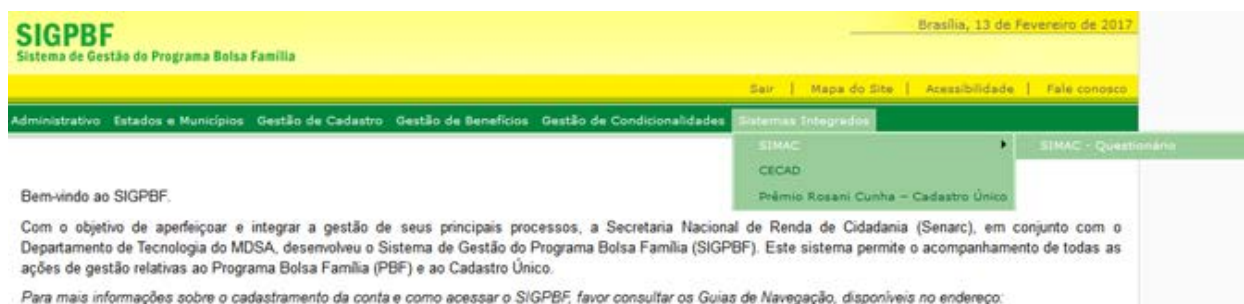 SIGPBF
Sistema de Gestão do Programa Bolsa Família
Brasília, 13 de Fevereiro de 2017
Sair | Mapa do Site | Acessibilidade | Fale conosco
Administrativo Estados e Municípios Gestão de Cadastro Gestão de Benefícios Gestão de Condicionalidades Sistemas Integrados
SIMAC SIMAC - Questionário
CECAD
Prêmio Rosani Cunha – Cadastro Único
Bem-vindo ao SIGPBF.
Com o objetivo de aperfeiçoar e integrar a gestão de seus principais processos, a Secretaria Nacional de Renda de Cidadania (Senarc), em conjunto com o
Departamento de Tecnologia do MDSA, desenvolveu o Sistema de Gestão do Programa Bolsa Família (SIGPBF). Este sistema permite o acompanhamento de todas as
ações de gestão relativas ao Programa Bolsa Família (PBF) e ao Cadastro Único.
Para mais informações sobre o cadastramento da conta e como acessar o SIGPBF, favor consultar os Guias de Navegação, disponíveis no endereço: